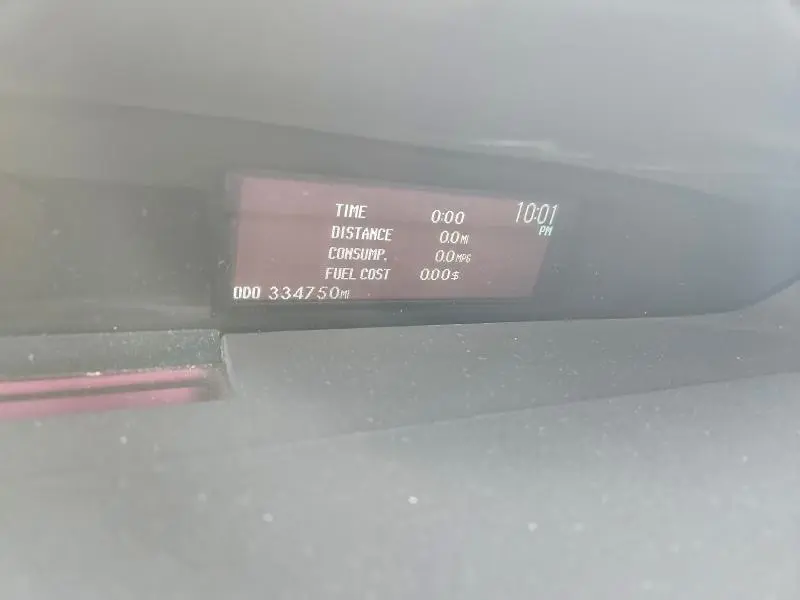 TIME 0:00 10:01 PM
DISTANCE 0.0MI
CONSUMP. 0.0MPG
FUEL COST 0.00$
ODO 334750MI